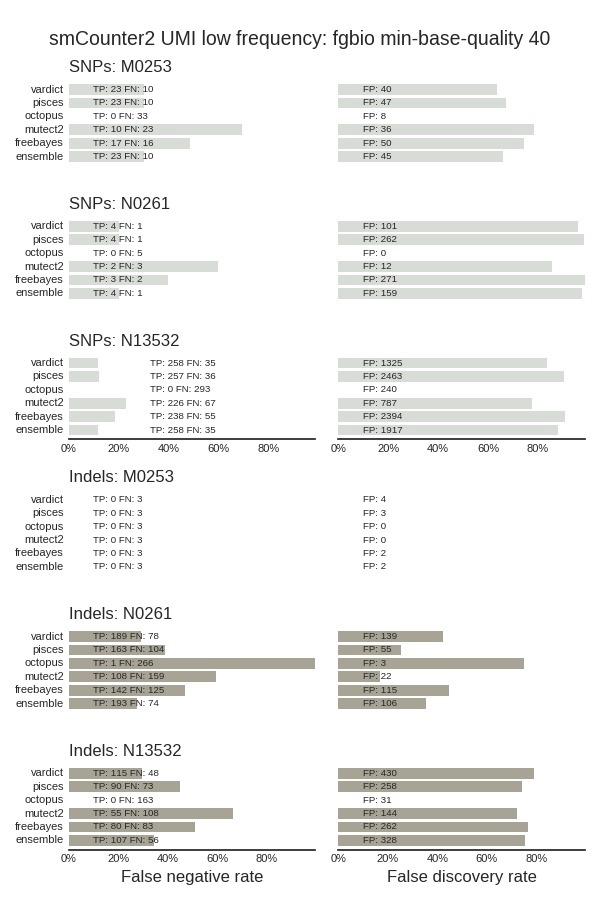 smCounter2 UMI low frequency: fgbio min-base-quality 40
SNPs: M0253
vardict TP: 23 FN: 10 FP: 40
pisces TP: 23 FN: 10 FP: 47
octopus TP: 0 FN: 33 FP: 8
mutect2 TP: 10 FN: 23 FP: 36
freebayes TP: 17 FN: 16 FP: 50
ensemble TP: 23 FN: 10 FP: 45
SNPs: N0261
vardict TP: 4 FN: 1 FP: 101
pisces TP: 4 FN: 1 FP: 262
octopus TP: 0 FN: 5 FP: 0
mutect2 TP: 2 FN: 3 FP: 12
freebayes TP: 3 FN: 2 FP: 271
ensemble TP: 4 FN: 1 FP: 159
SNPs: N13532
vardict TP: 258 FN: 35 FP: 1325
pisces TP: 257 FN: 36 FP: 2463
octopus TP: 0 FN: 293 FP: 240
mutect2 TP: 226 FN: 67 FP: 787
freebayes TP: 238 FN: 55 FP: 2394
ensemble TP: 258 FN: 35 FP: 1917
0% 20% 40% 60% 80% 0% 20% 40% 60% 80%
Indels: M0253
vardict TP: 0 FN: 3 FP: 4
pisces TP: 0 FN: 3 FP: 3
octopus TP: 0 FN: 3 FP: 0
mutect2 TP: 0 FN: 3 FP: 0
freebayes TP: 0 FN: 3 FP: 2
ensemble TP: 0 FN: 3 FP: 2
Indels: N0261
vardict TP: 189 FN: 78 FP: 139
pisces TP: 163 FN: 104 FP: 55
octopus TP: 1 FN: 266 FP: 3
mutect2 TP: 108 FN: 159 FP: 22
freebayes TP: 142 FN: 125 FP: 115
ensemble TP: 193 FN: 74 FP: 106
Indels: N13532
vardict TP: 115 FN: 48 FP: 430
pisces TP: 90 FN: 73 FP: 258
octopus TP: 0 FN: 163 FP: 31
mutect2 TP: 55 FN: 108 FP: 144
freebayes TP: 80 FN: 83 FP: 262
ensemble TP: 107 FN: 56 FP: 328
0% 20% 40% 60% 80% 0% 20% 40% 60% 80%
False negative rate False discovery rate